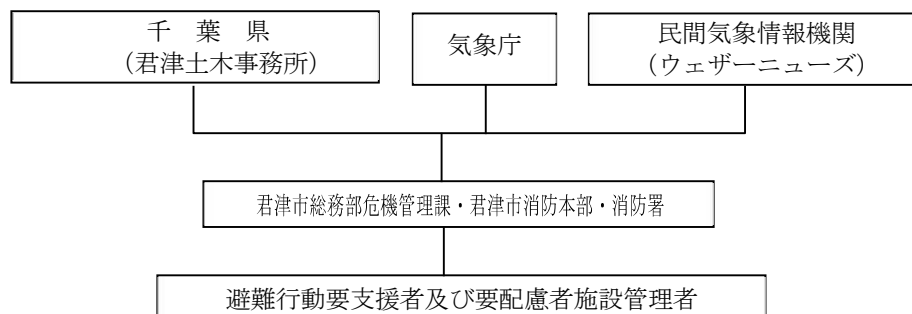 千　葉　県
（君津土木事務所）
気象庁
民間気象情報機関
（ウェザーニューズ）
君津市総務部危機管理課・君津市消防本部・消防署
避難行動要支援者及び要配慮者施設管理者